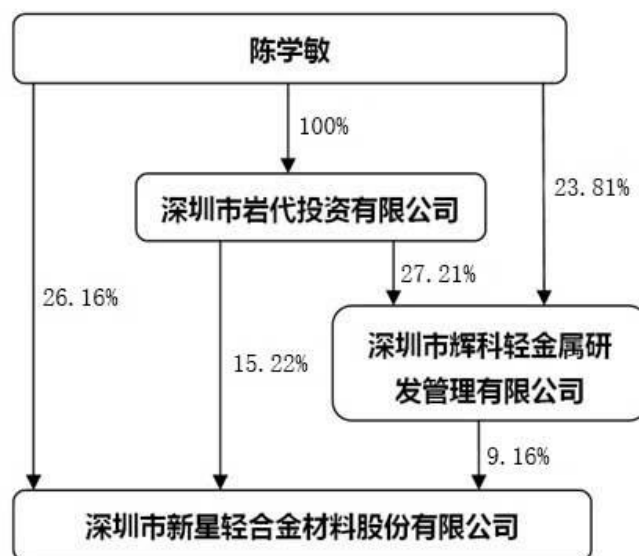 陈学敏
100%
深圳市岩代投资有限公司
23.81%
27.21%
26.16%
深圳市辉科轻金属研
发管理有限公司
15.22%
9.16%
深圳市新星轻合金材料股份有限公司